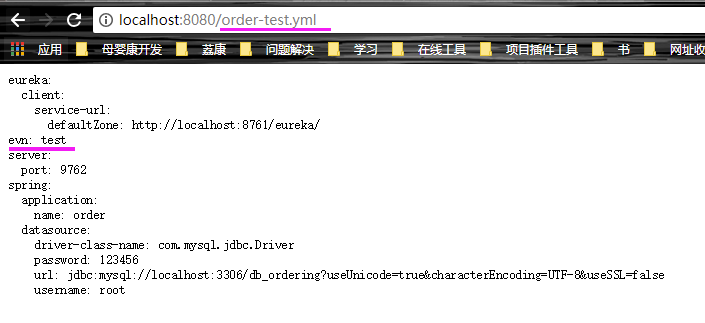 localhost:8080/order-test.yml
应用 母婴康开发 荔康 问题解决 学习 在线工具 项目插件工具 书 网址收
eureka:
  client:
    service-url:
      defaultZone: http://localhost:8761/eureka/
evn: test
server:
  port: 9762
spring:
  application:
    name: order
  datasource:
    driver-class-name: com.mysql.jdbc.Driver
    password: 123456
    url: jdbc:mysql://localhost:3306/db_ordering?useUnicode=true&characterEncoding=UTF-8&useSSL=false
    username: root